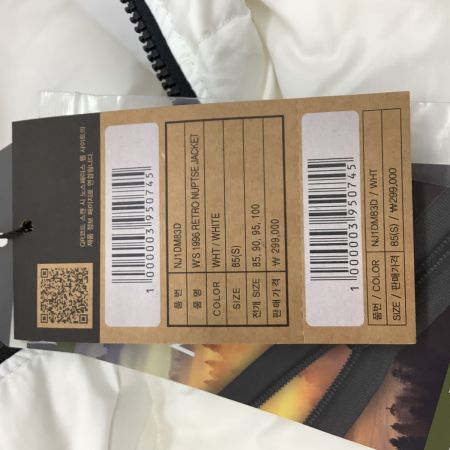 QR코드 스캔 시 노스페이스 웹 사이트의
제품 정보 페이지로 연결됩니다.
1 000003 950745
품번 NJ1DM83D
품명 W'S 1996 RETRO NUPTSE JACKET
COLOR WHT / WHITE
SIZE 85(S)
전개 SIZE 85, 90, 95, 100
판매가격 ₩ 299,000
1 000003 950745
품번 / COLOR NJ1DM83D / WHT
SIZE / 판매가격 85(S) / ₩299,000